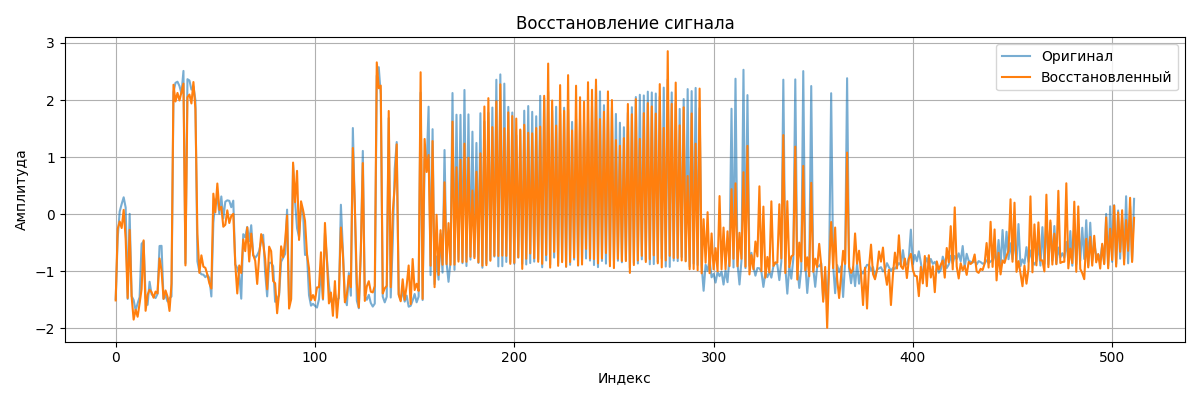 Восстановление сигнала
Оригинал
Восстановленный
Амплитуда
3
2
1
0
−1
−2
0 100 200 300 400 500
Индекс